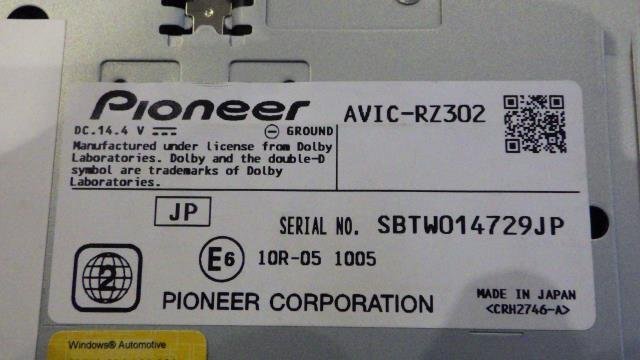 Pioneer
AVIC-RZ302
DC.14.4 V
GROUND
Manufactured under license from Dolby
Laboratories. Dolby and the double-D
symbol are trademarks of Dolby
Laboratories.
JP
SERIAL NO. SBTW014729JP
E6 10R-05 1005
2
PIONEER CORPORATION
MADE IN JAPAN
<CRH2746-A>
Windows® Automotive